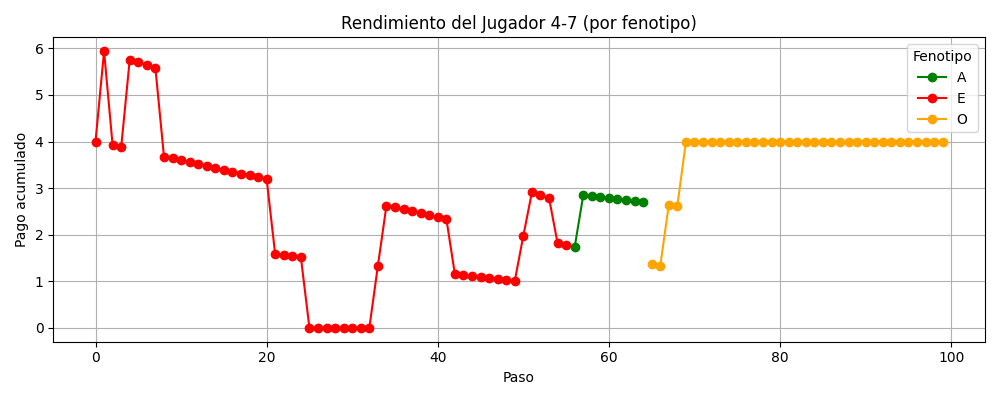 Rendimiento del Jugador 4-7 (por fenotipo)
Pago acumulado
6
5
4
3
2
1
0
0 20 40 60 80 100
Paso
Fenotipo
A
E
O